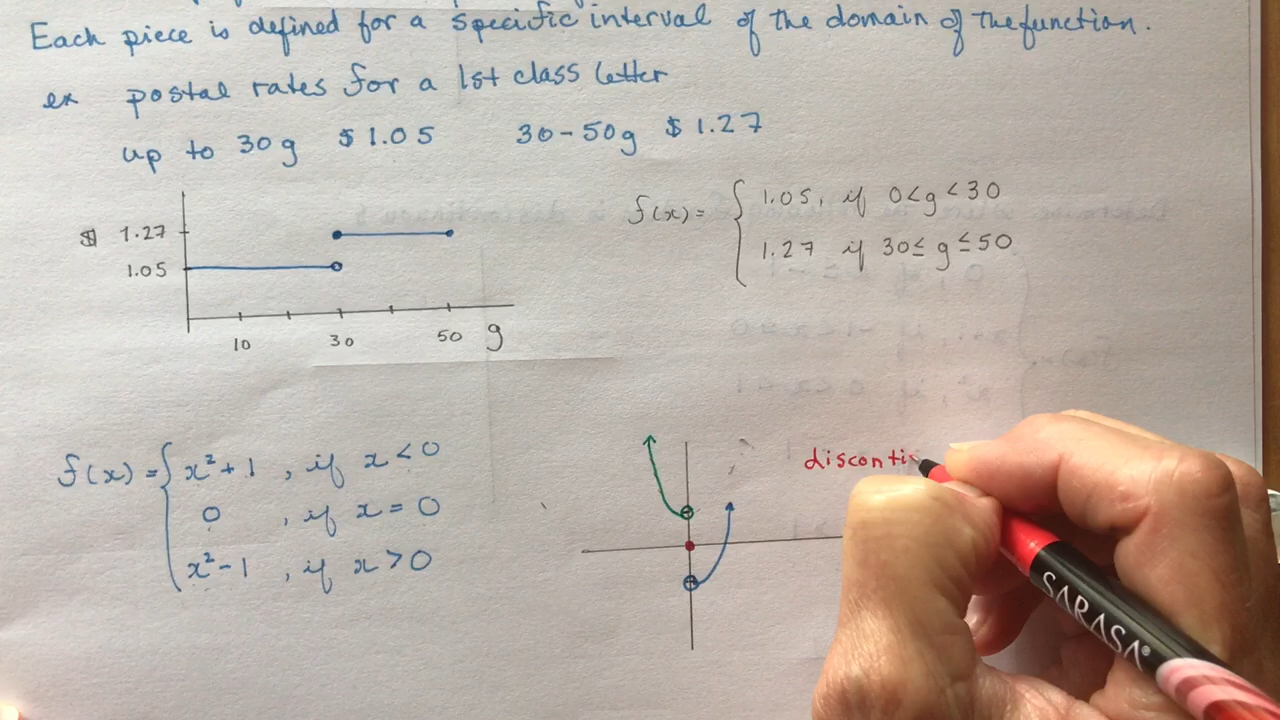 Each piece is defined for a specific interval of the domain of the function.
ex postal rates for a 1st class letter
up to 30g $1.05 30-50g $1.27
f(x) = { 1.05, if 0<g<30
1.27 if 30≤ g ≤50
$ 1.27
1.05
10 30 50 g
f(x) = { x²+1 , if x<0
0 , if x=0
x²-1 , if x>0
disconti
SARASA®